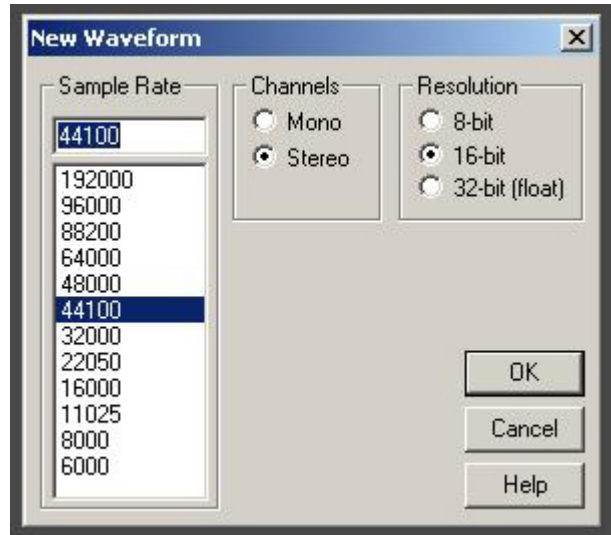 New Waveform
Sample Rate
44100
192000
96000
88200
64000
48000
44100
32000
22050
16000
11025
8000
6000
Channels
Mono
Stereo
Resolution
8-bit
16-bit
32-bit (float)
OK
Cancel
Help